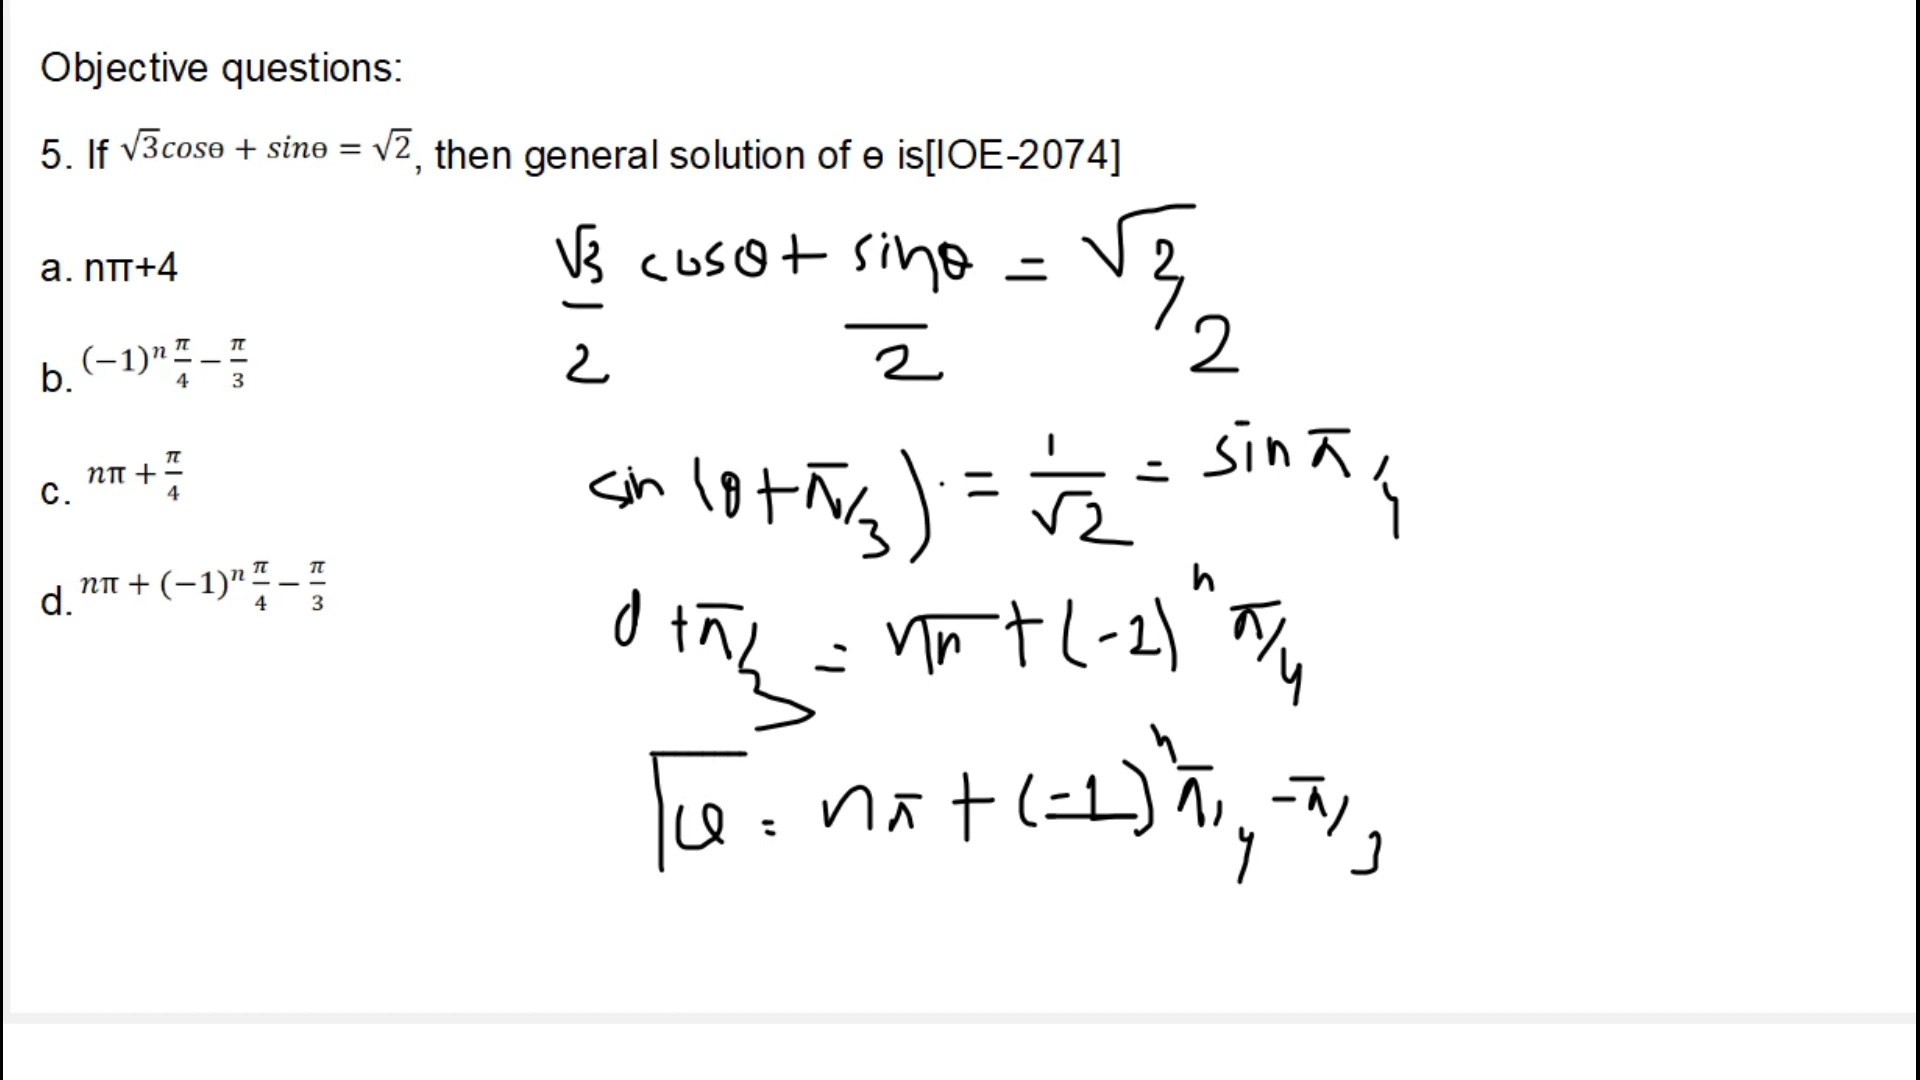 Objective questions:
5. If √3cosɵ + sinɵ = √2, then general solution of ɵ is[IOE-2074]
a. nπ+4
b. (−1)ⁿ π/4 − π/3
c. nπ + π/4
d. nπ + (−1)ⁿ π/4 − π/3
√3/2 cosθ + sinθ/2 = √2/2
sin(θ+π/3) = 1/√2 = sin π/4
θ + π/3 = nπ + (-1)ⁿ π/4
θ = nπ + (-1)ⁿ π/4 - π/3